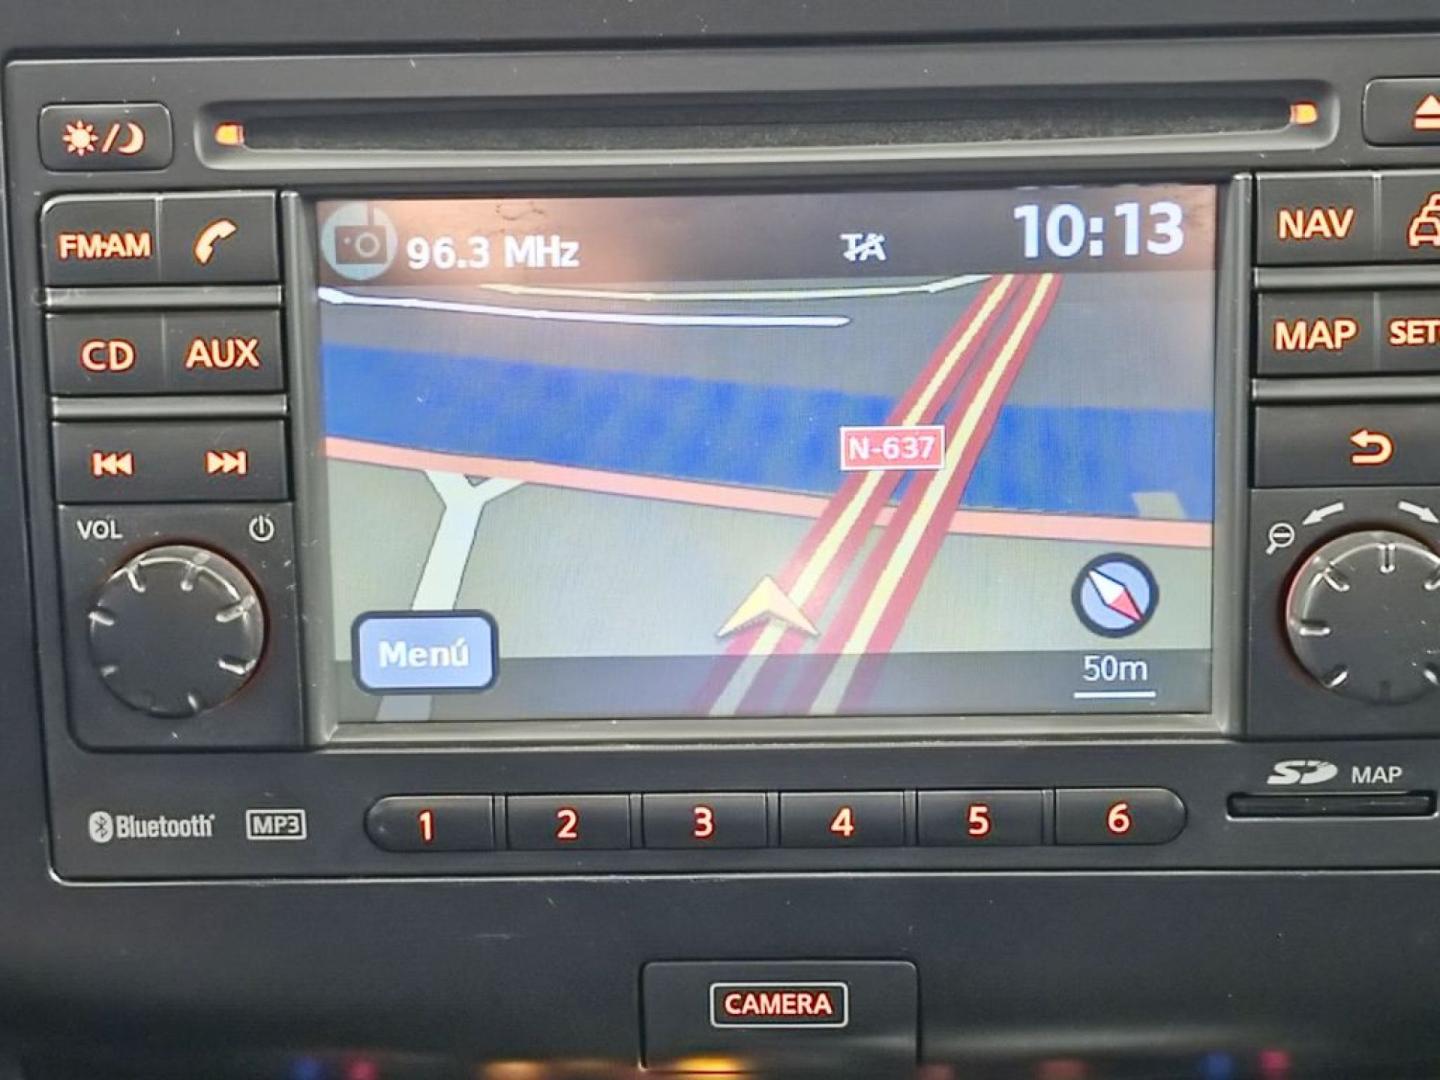 FM·AM
CD
AUX
VOL
96.3 MHz
TA
10:13
N-637
Menú
50m
NAV
MAP
SET
SD MAP
Bluetooth
MP3
1 2 3 4 5 6
CAMERA